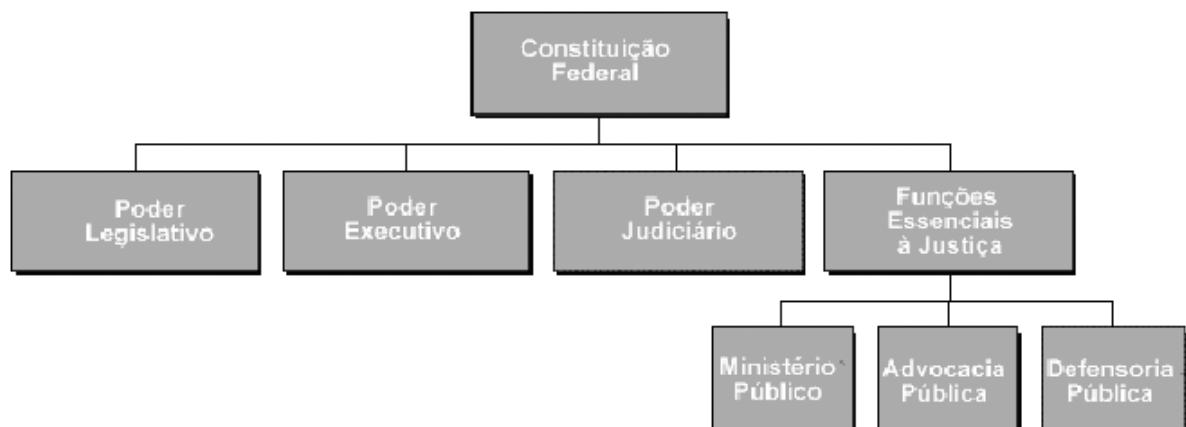 Constituição
Federal
Poder
Legislativo
Poder
Executivo
Poder
Judiciário
Funções
Essenciais
à Justiça
Ministério
Público
Advocacia
Pública
Defensoria
Pública